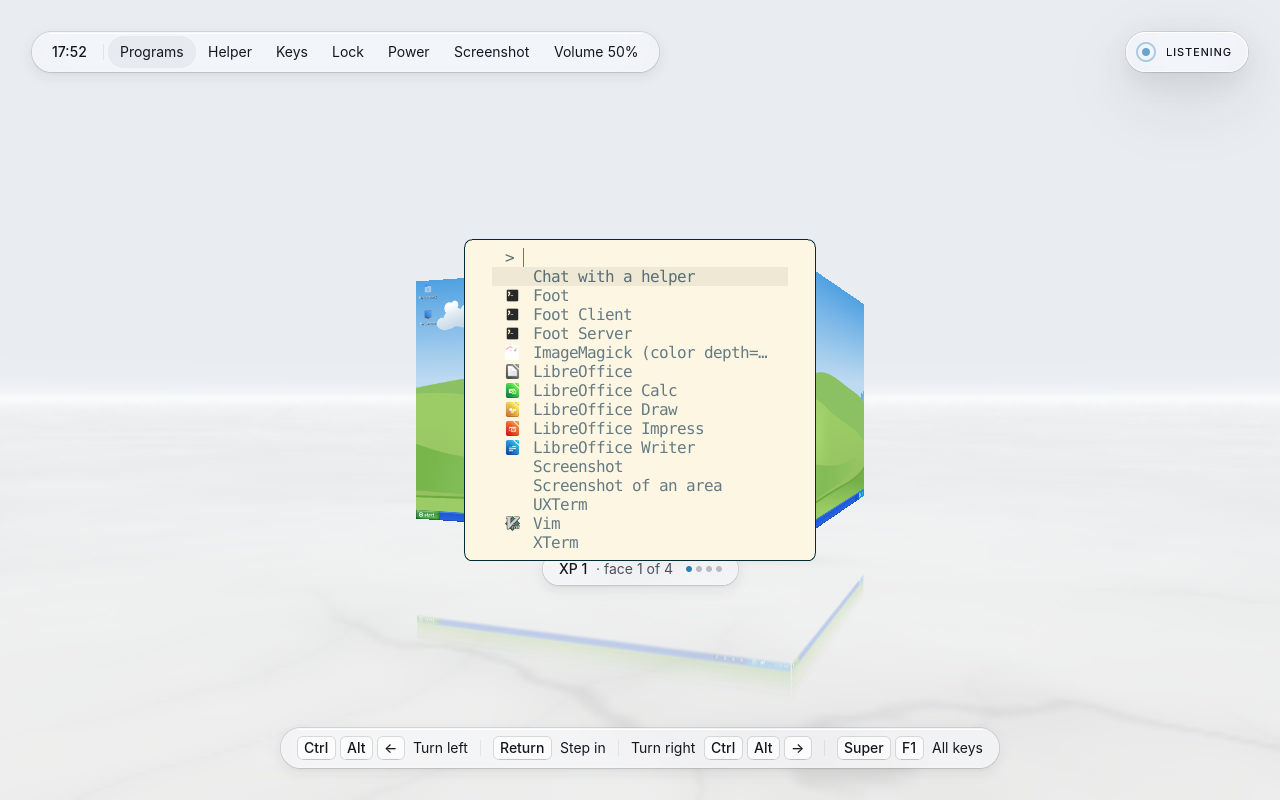 17:52 Programs Helper Keys Lock Power Screenshot Volume 50%
LISTENING
>
Chat with a helper
Foot
Foot Client
Foot Server
ImageMagick (color depth=…
LibreOffice
LibreOffice Calc
LibreOffice Draw
LibreOffice Impress
LibreOffice Writer
Screenshot
Screenshot of an area
UXTerm
Vim
XTerm
start
XP 1 · face 1 of 4
Ctrl Alt ← Turn left Return Step in Turn right Ctrl Alt → Super F1 All keys